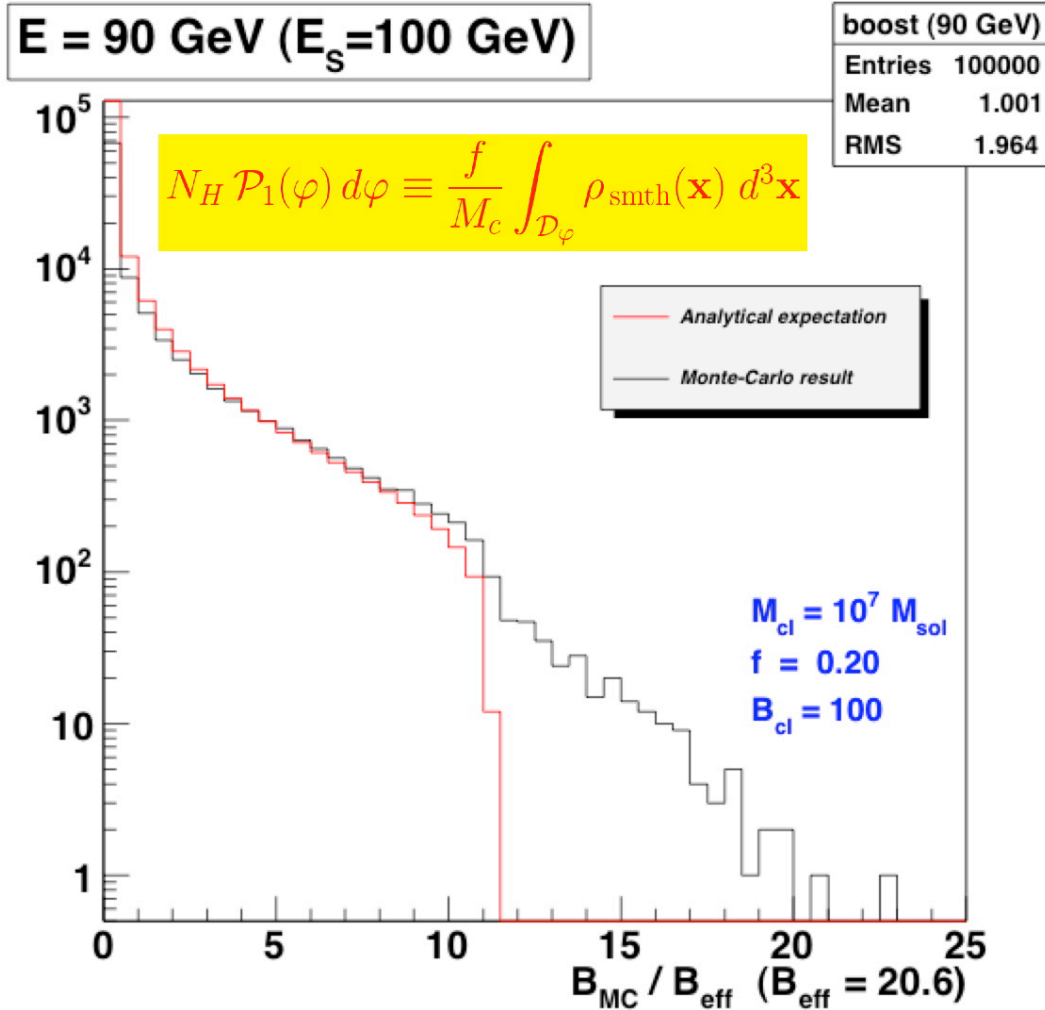 E = 90 GeV (E_S=100 GeV)
boost (90 GeV)
Entries 100000
Mean 1.001
RMS 1.964
N_H 𝒫_1(φ) dφ ≡ f/M_c ∫_{𝒟_φ} ρ_smth(𝐱) d^3𝐱
Analytical expectation
Monte-Carlo result
M_cl = 10^7 M_sol
f = 0.20
B_cl = 100
10^5
10^4
10^3
10^2
10
1
0 5 10 15 20 25
B_MC / B_eff (B_eff = 20.6)